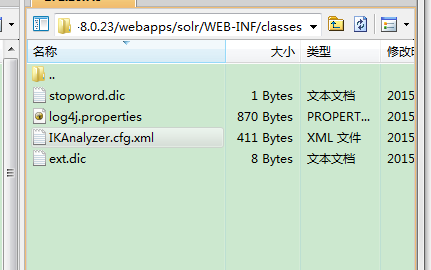 -8.0.23/webapps/solr/WEB-INF/classes
名称 大小 类型 修改时
..
stopword.dic 1 Bytes 文本文档 2015
log4j.properties 870 Bytes PROPERT... 2015
IKAnalyzer.cfg.xml 411 Bytes XML 文件 2015
ext.dic 8 Bytes 文本文档 2015